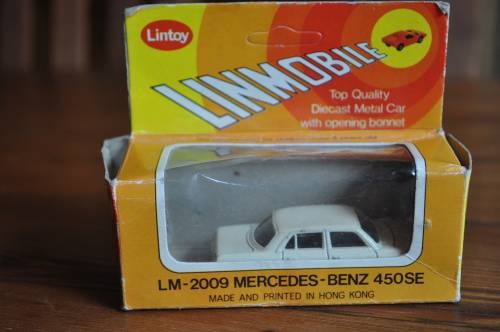 Lintoy
LINMOBILE
Top Quality
Diecast Metal Car
with opening bonnet
LM-2009 MERCEDES-BENZ 450SE
MADE AND PRINTED IN HONG KONG